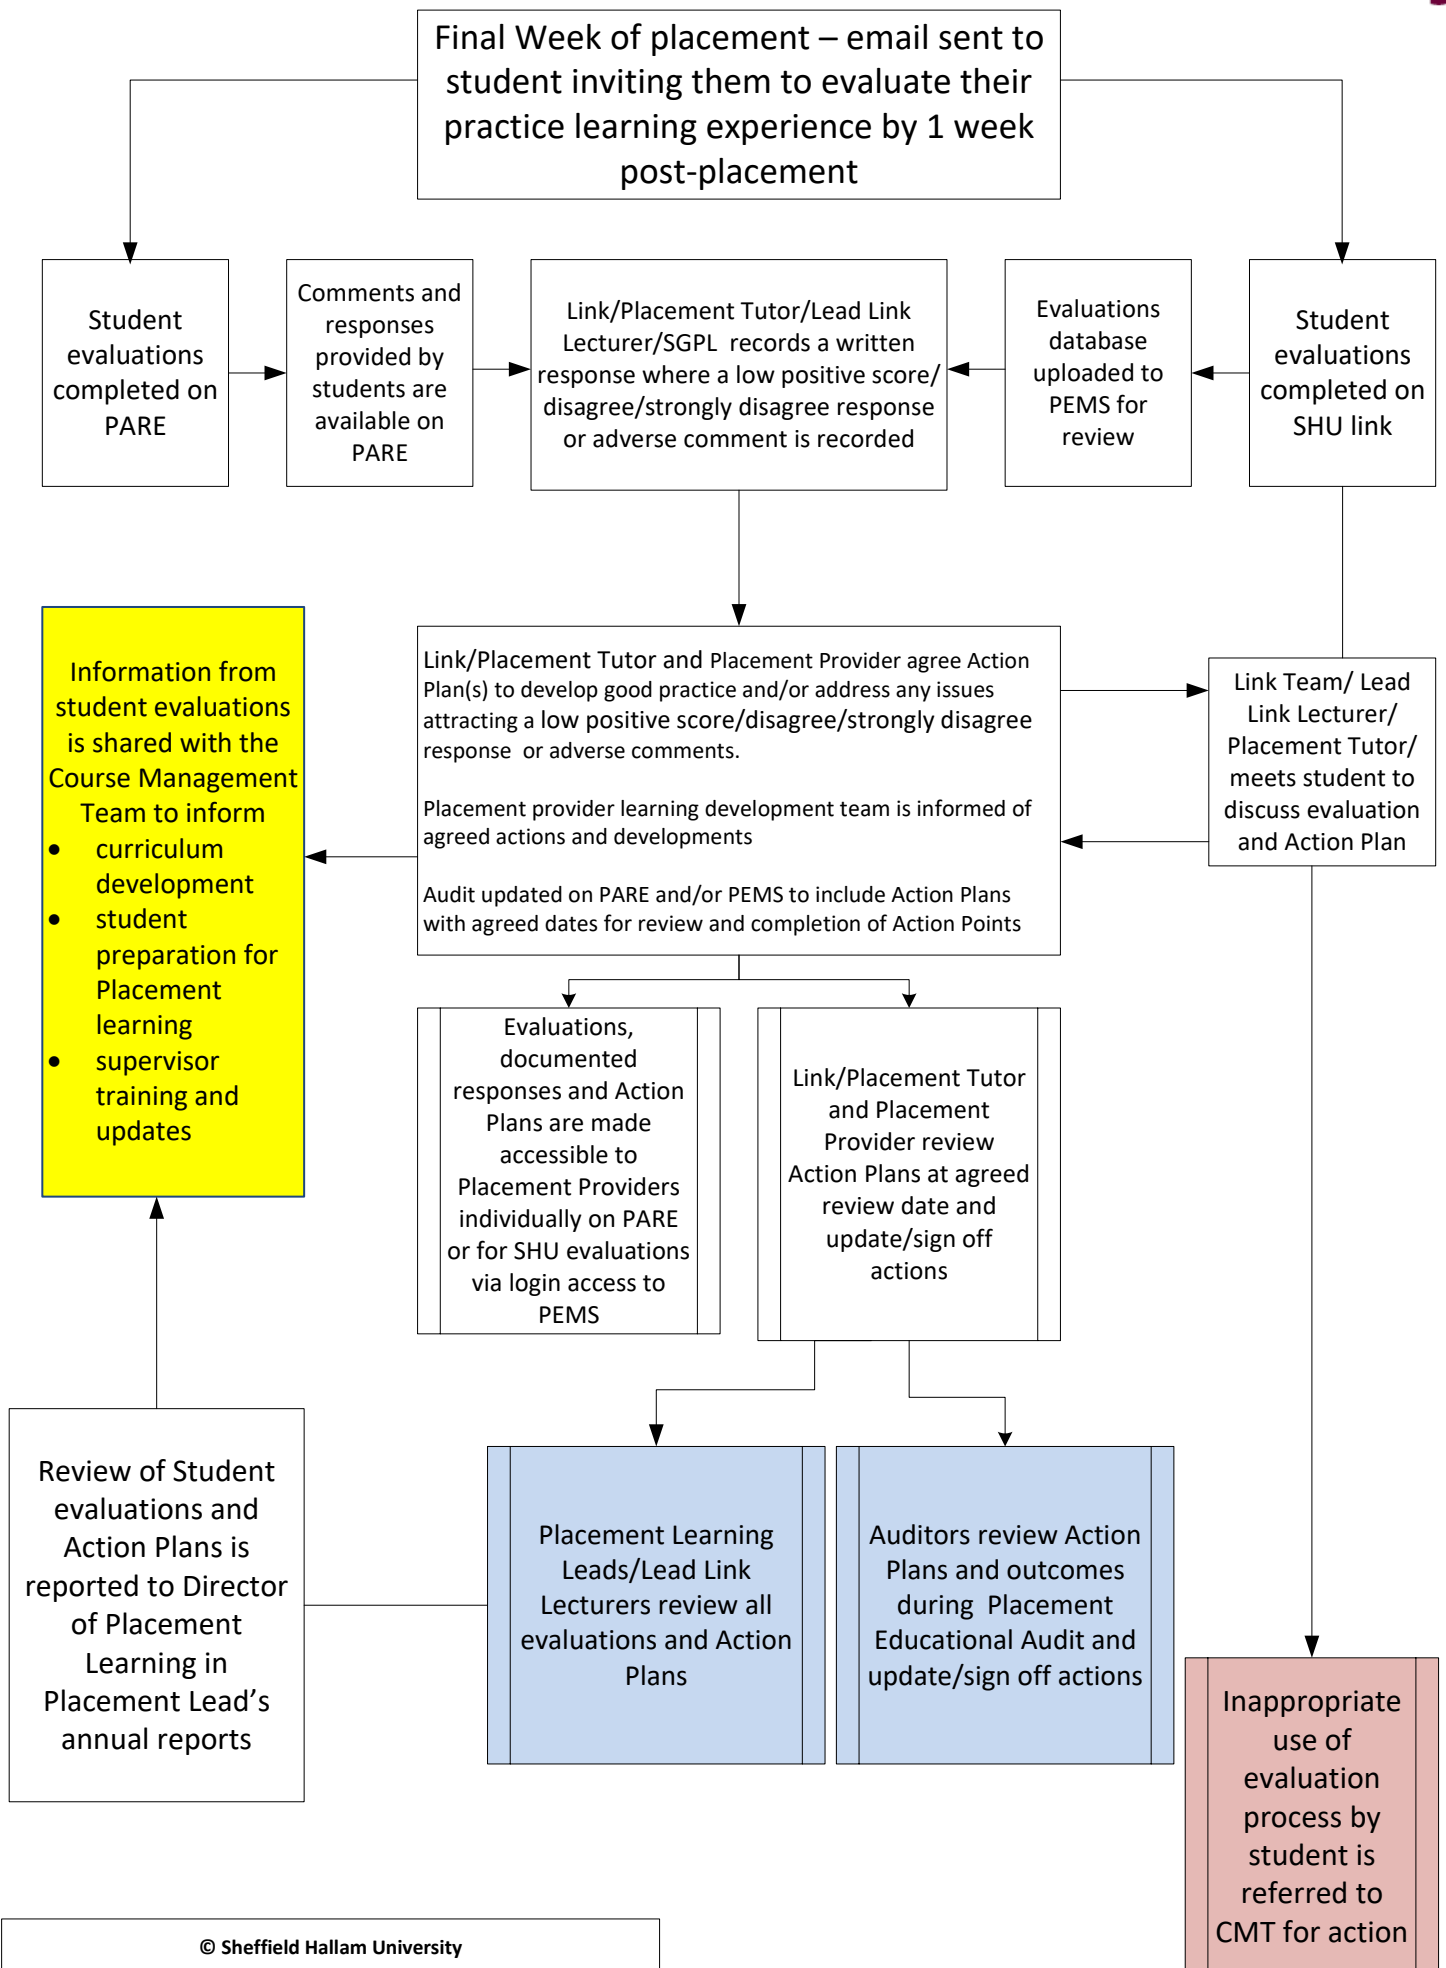 Final Week of placement – email sent to
student inviting them to evaluate their
practice learning experience by 1 week
post-placement
Student
evaluations
completed on
PARE
Comments and
responses
provided by
students are
available on
PARE
Link/Placement Tutor/Lead Link
Lecturer/SGPL records a written
response where a low positive score/
disagree/strongly disagree response
or adverse comment is recorded
Evaluations
database
uploaded to
PEMS for
review
Student
evaluations
completed on
SHU link
Information from
student evaluations
is shared with the
Course Management
Team to inform
• curriculum
development
• student
preparation for
Placement
learning
• supervisor
training and
updates
Link/Placement Tutor and Placement Provider agree Action
Plan(s) to develop good practice and/or address any issues
attracting a low positive score/disagree/strongly disagree
response or adverse comments.
Placement provider learning development team is informed of
agreed actions and developments
Audit updated on PARE and/or PEMS to include Action Plans
with agreed dates for review and completion of Action Points
Link Team/ Lead
Link Lecturer/
Placement Tutor/
meets student to
discuss evaluation
and Action Plan
Evaluations,
documented
responses and Action
Plans are made
accessible to
Placement Providers
individually on PARE
or for SHU evaluations
via login access to
PEMS
Link/Placement Tutor
and Placement
Provider review
Action Plans at agreed
review date and
update/sign off
actions
Review of Student
evaluations and
Action Plans is
reported to Director
of Placement
Learning in
Placement Lead’s
annual reports
Placement Learning
Leads/Lead Link
Lecturers review all
evaluations and Action
Plans
Auditors review Action
Plans and outcomes
during Placement
Educational Audit and
update/sign off actions
Inappropriate
use of
evaluation
process by
student is
referred to
CMT for action
© Sheffield Hallam University